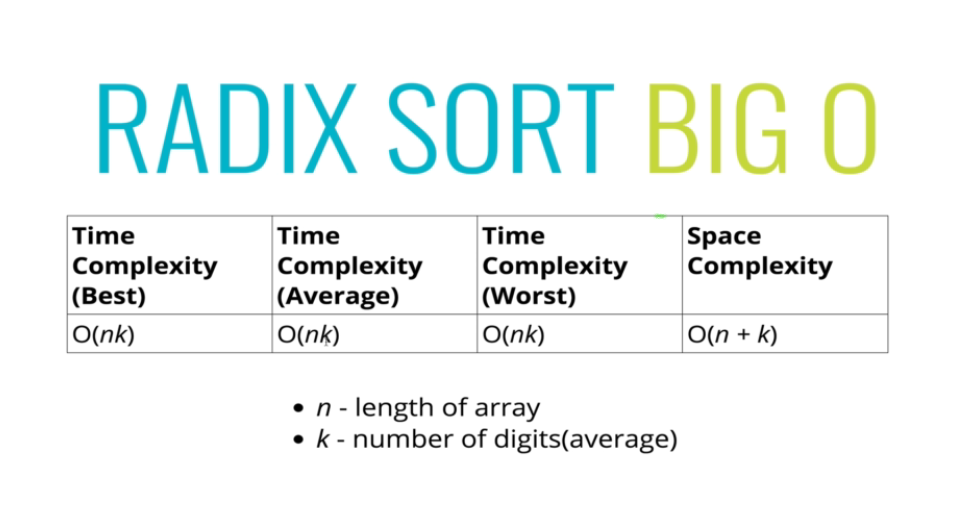 RADIX SORT BIG O
Time Complexity (Best)
Time Complexity (Average)
Time Complexity (Worst)
Space Complexity
O(nk)
O(nk)
O(nk)
O(n + k)
• n - length of array
• k - number of digits(average)